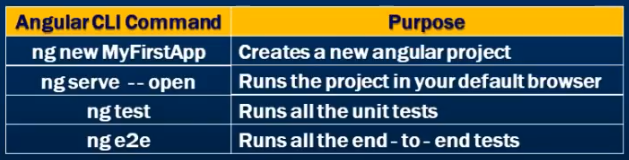 Angular CLI Command Purpose
ng new MyFirstApp Creates a new angular project
ng serve -- open Runs the project in your default browser
ng test Runs all the unit tests
ng e2e Runs all the end - to - end tests